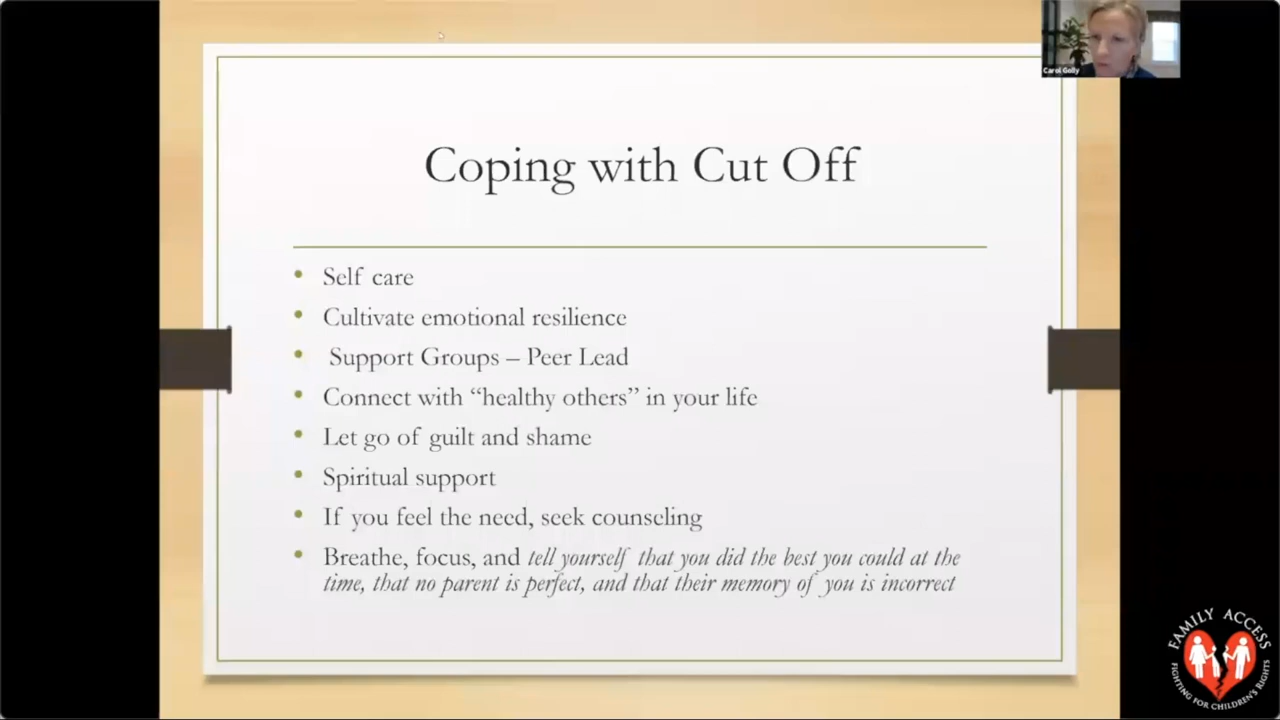 Carol Golly
Coping with Cut Off
• Self care
• Cultivate emotional resilience
• Support Groups – Peer Lead
• Connect with “healthy others” in your life
• Let go of guilt and shame
• Spiritual support
• If you feel the need, seek counseling
• Breathe, focus, and tell yourself that you did the best you could at the
time, that no parent is perfect, and that their memory of you is incorrect
FAMILY ACCESS
FIGHTING FOR CHILDREN'S RIGHTS